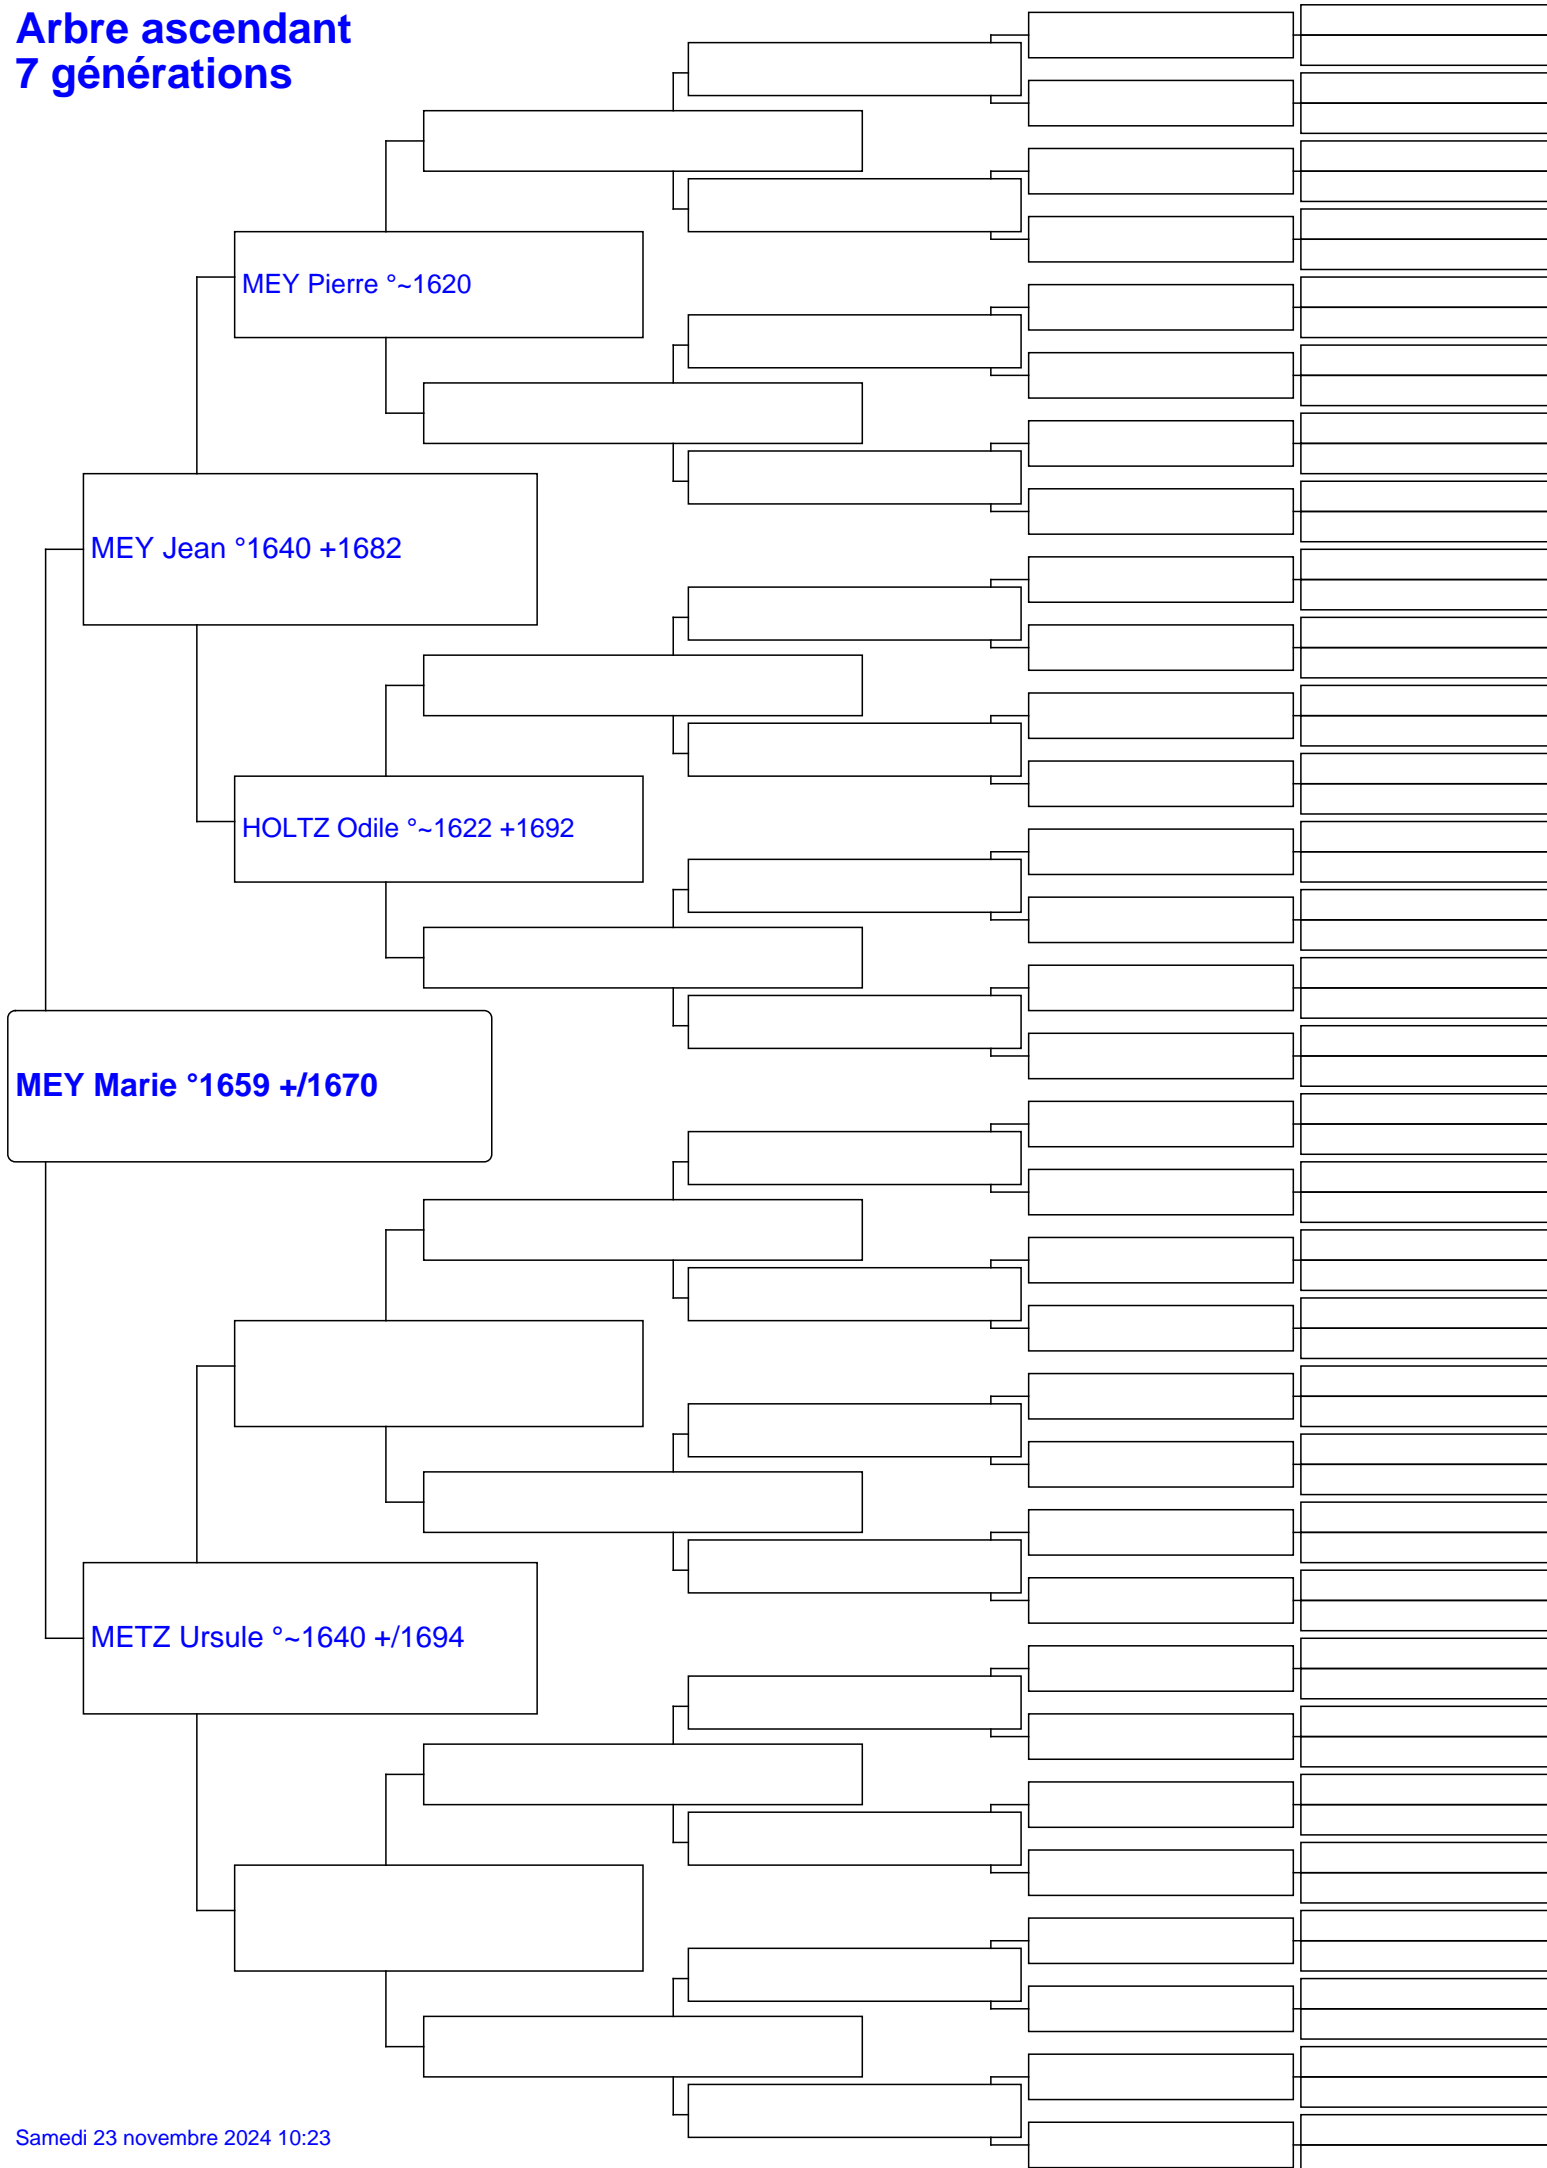 Arbre ascendant
7 générations
MEY Pierre °~1620
MEY Jean °1640 +1682
HOLTZ Odile °~1622 +1692
MEY Marie °1659 +/1670
METZ Ursule °~1640 +/1694
Samedi 23 novembre 2024 10:23